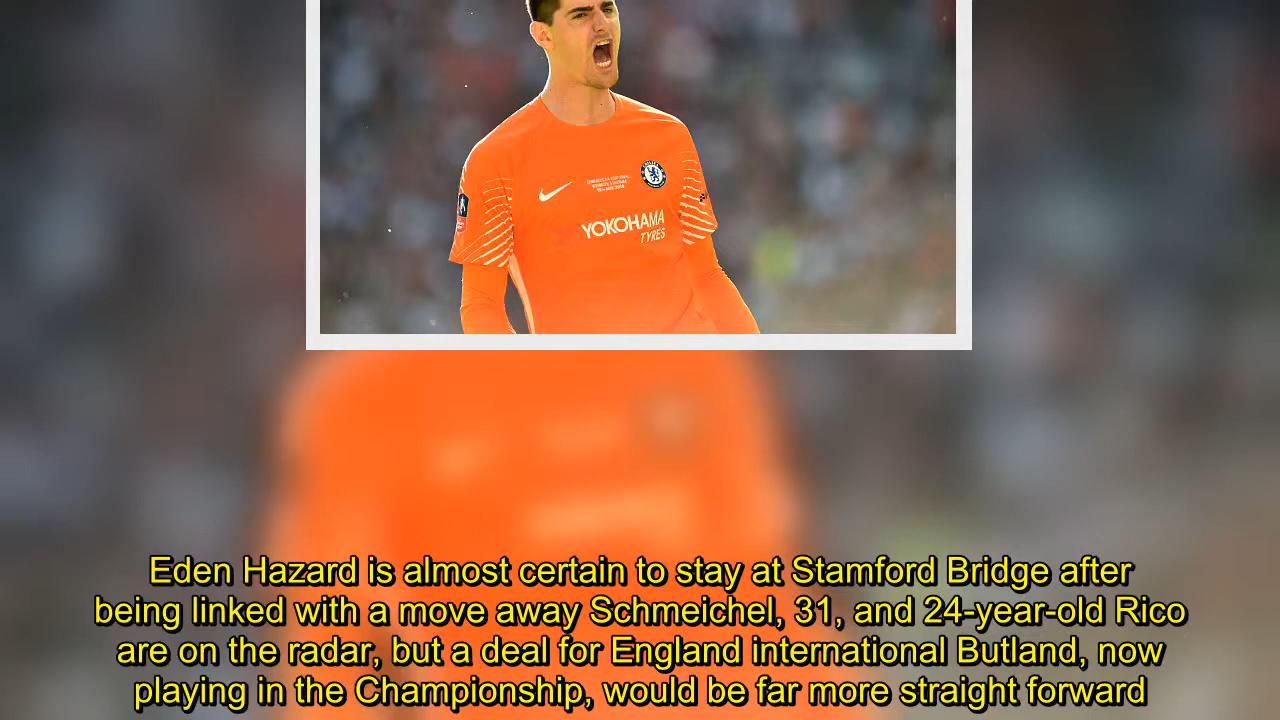 YOKOHAMA
TYRES
Eden Hazard is almost certain to stay at Stamford Bridge after
being linked with a move away Schmeichel, 31, and 24-year-old Rico
are on the radar, but a deal for England international Butland, now
playing in the Championship, would be far more straight forward